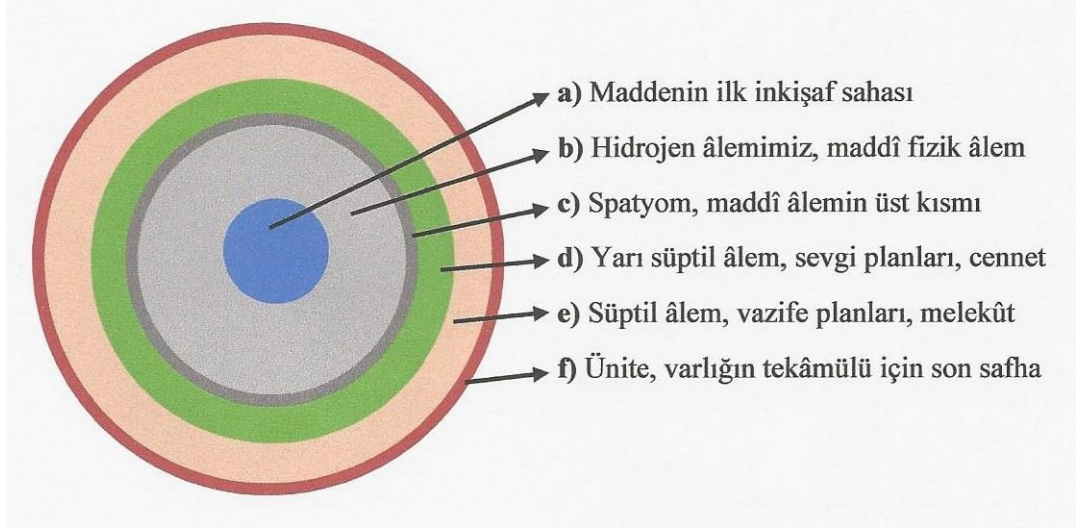 a) Maddenin ilk inkişaf sahası
b) Hidrojen âlemimiz, maddî fizik âlem
c) Spatyom, maddî âlemin üst kısmı
d) Yarı süptil âlem, sevgi planları, cennet
e) Süptil âlem, vazife planları, melekût
f) Ünite, varlığın tekâmülü için son safha